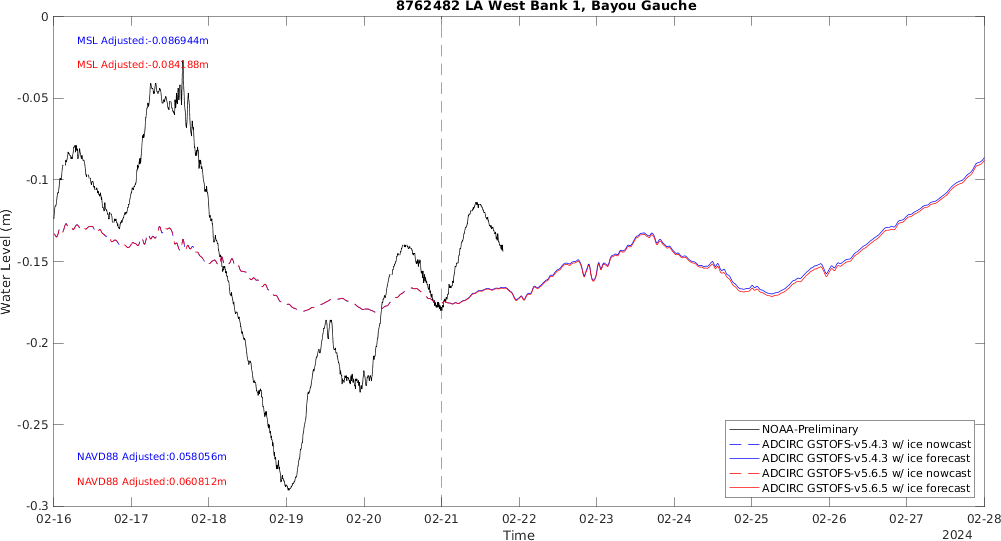 8762482 LA West Bank 1, Bayou Gauche
0
-0.05
-0.1
-0.15
-0.2
-0.25
-0.3
Water Level (m)
MSL Adjusted:-0.086944m
MSL Adjusted:-0.084188m
NAVD88 Adjusted:0.058056m
NAVD88 Adjusted:0.060812m
NOAA-Preliminary
ADCIRC GSTOFS-v5.4.3 w/ ice nowcast
ADCIRC GSTOFS-v5.4.3 w/ ice forecast
ADCIRC GSTOFS-v5.6.5 w/ ice nowcast
ADCIRC GSTOFS-v5.6.5 w/ ice forecast
02-16 02-17 02-18 02-19 02-20 02-21 02-22 02-23 02-24 02-25 02-26 02-27 02-28
Time
2024